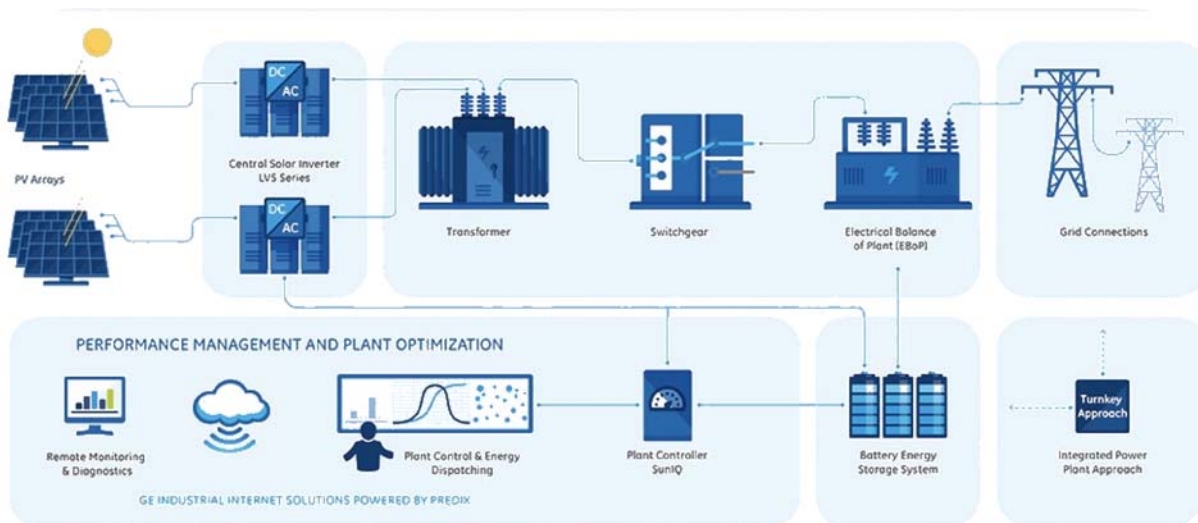 DC
AC
PV Arrays
Central Solar Inverter
LVS Series
DC
AC
Transformer
Switchgear
Electrical Balance
of Plant (EBoP)
Grid Connections
PERFORMANCE MANAGEMENT AND PLANT OPTIMIZATION
Remote Monitoring
& Diagnostics
Plant Control & Energy
Dispatching
Plant Controller
SunIQ
Battery Energy
Storage System
Turnkey
Approach
Integrated Power
Plant Approach
GE INDUSTRIAL INTERNET SOLUTIONS POWERED BY PREDIX